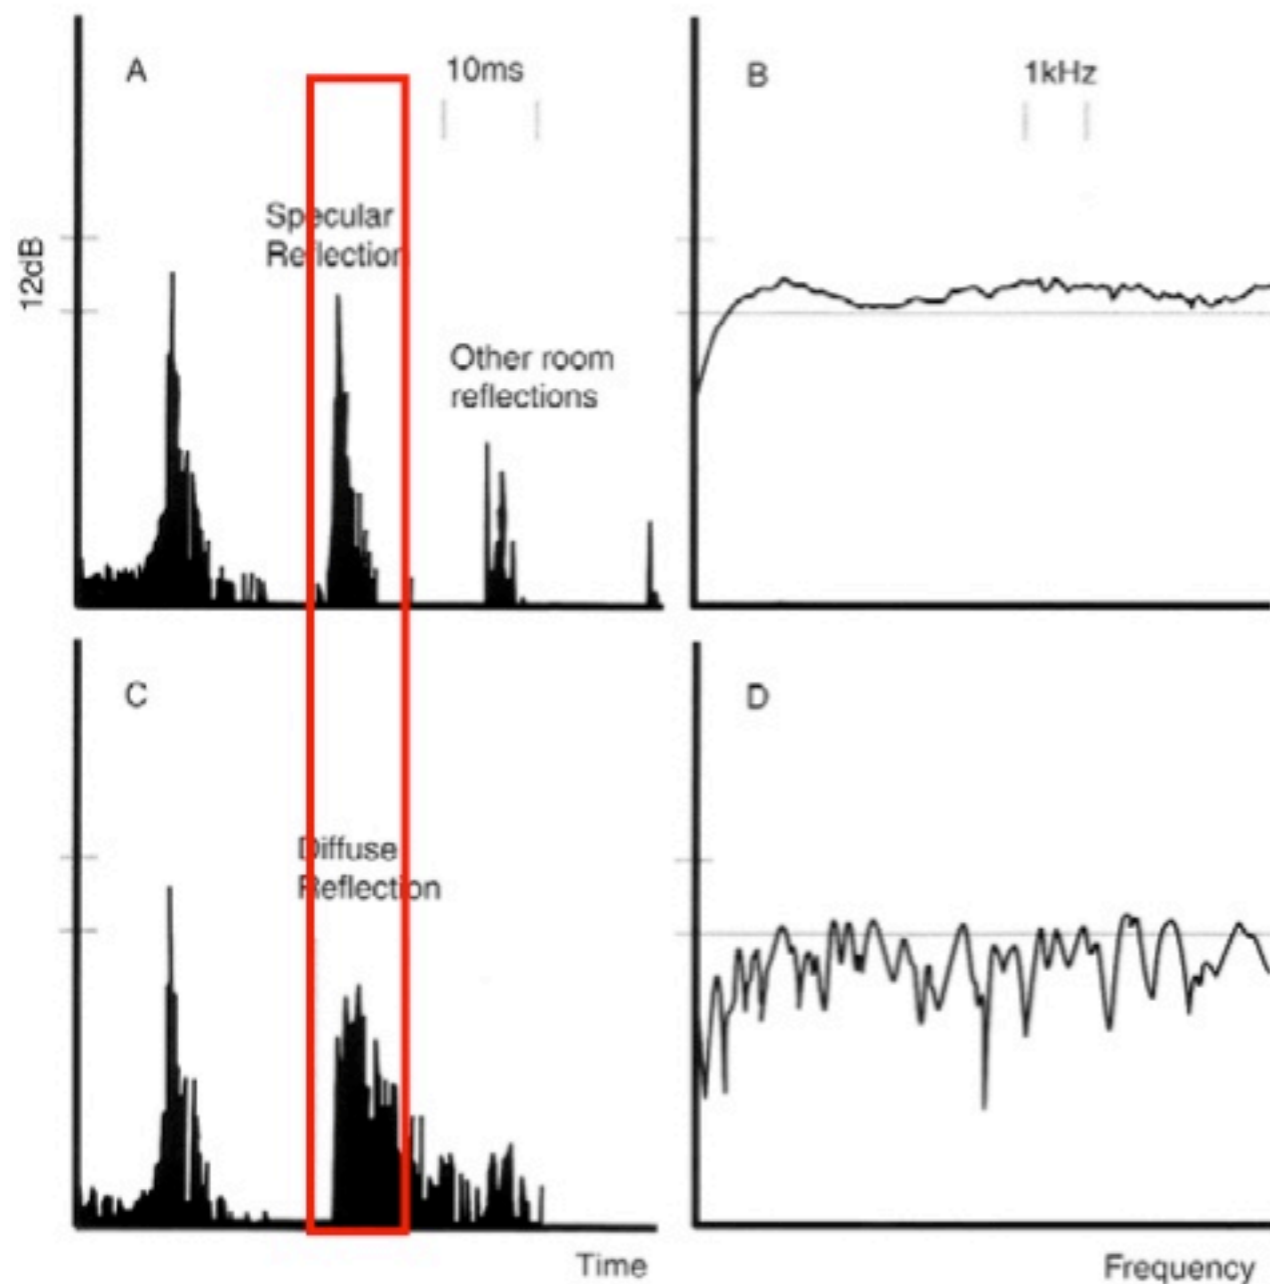 A
10ms
Specular
Reflection
Other room
reflections
12dB
B
1kHz
C
Diffuse
Reflection
Time
D
Frequency